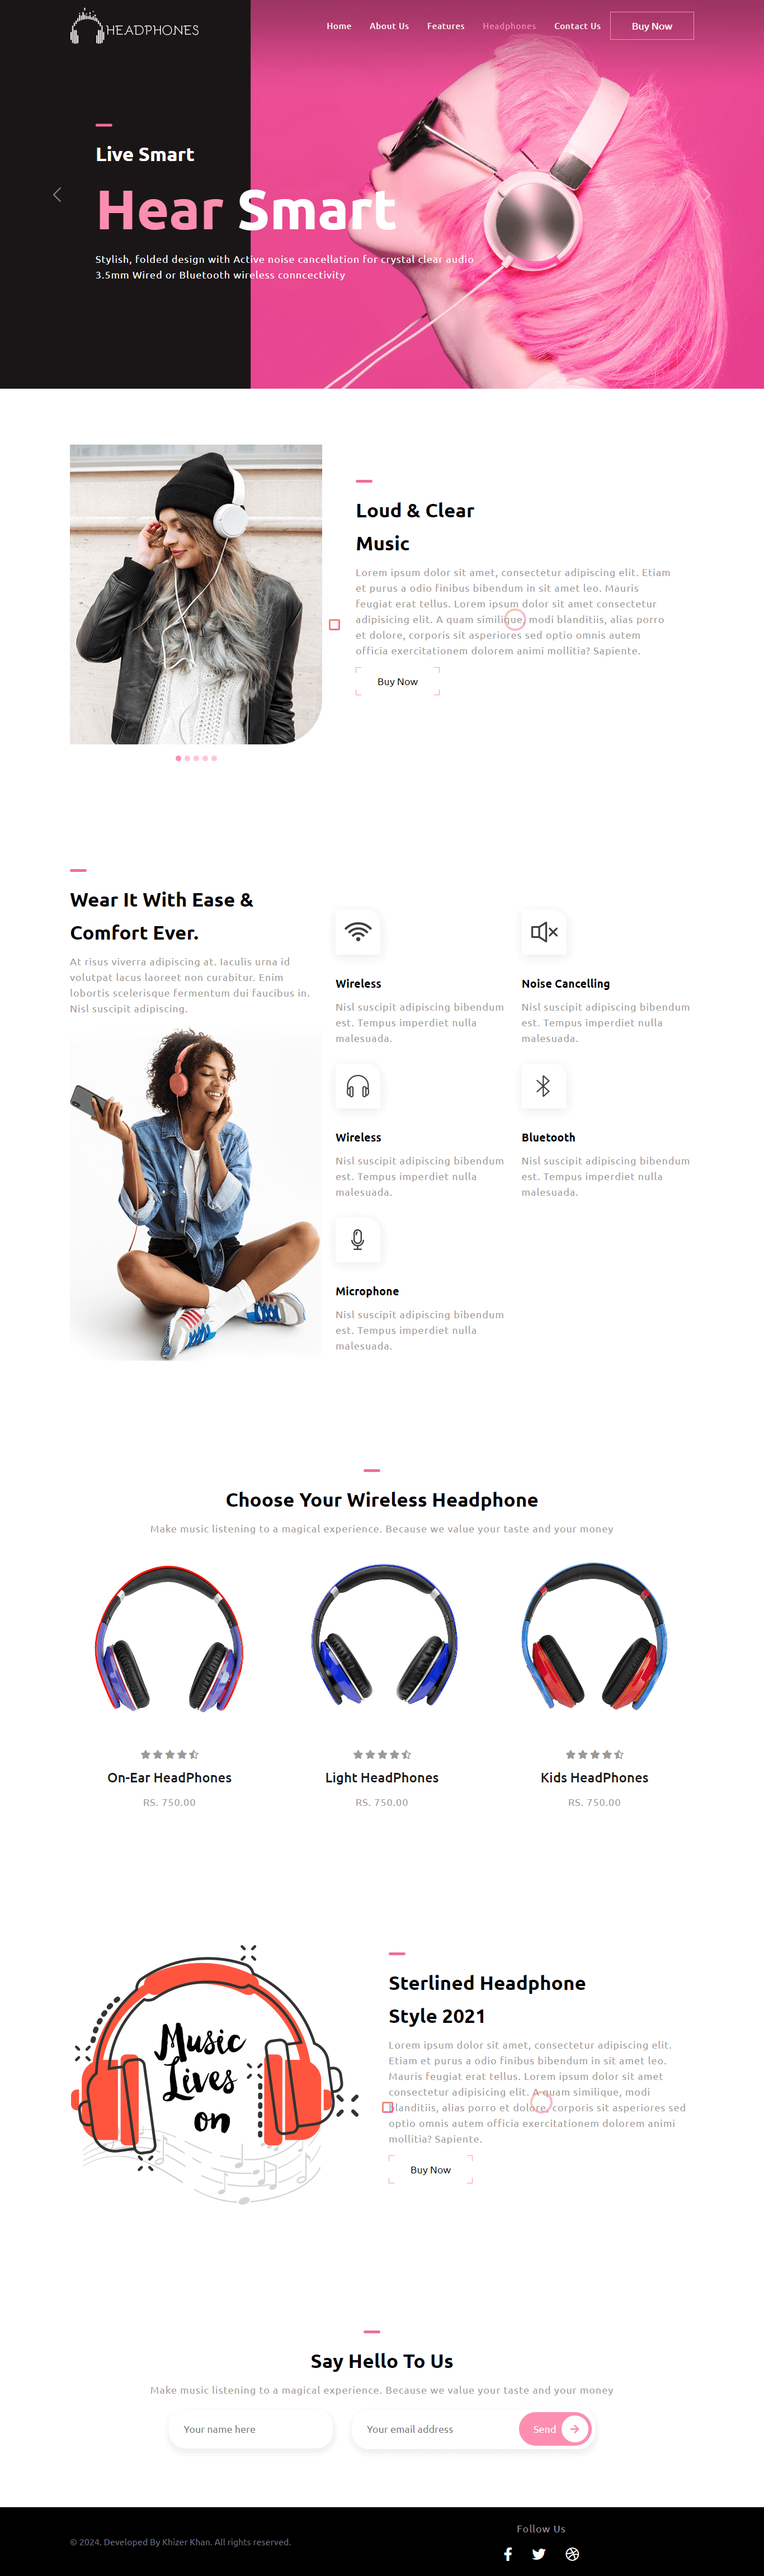 HEADPHONES
Home About Us Features Headphones Contact Us Buy Now
Live Smart
Hear Smart
Stylish, folded design with Active noise cancellation for crystal clear audio
3.5mm Wired or Bluetooth wireless conncectivity
Loud & Clear
Music
Lorem ipsum dolor sit amet, consectetur adipiscing elit. Etiam
et purus a odio finibus bibendum in sit amet leo. Mauris
feugiat erat tellus. Lorem ipsum dolor sit amet consectetur
adipisicing elit. A quam similique, modi blanditiis, alias porro
et dolore, corporis sit asperiores sed optio omnis autem
officia exercitationem dolorem animi mollitia? Sapiente.
Buy Now
Wear It With Ease &
Comfort Ever.
At risus viverra adipiscing at. Iaculis urna id
volutpat lacus laoreet non curabitur. Enim
lobortis scelerisque fermentum dui faucibus in.
Nisl suscipit adipiscing.
Wireless
Nisl suscipit adipiscing bibendum
est. Tempus imperdiet nulla
malesuada.
Noise Cancelling
Nisl suscipit adipiscing bibendum
est. Tempus imperdiet nulla
malesuada.
Wireless
Nisl suscipit adipiscing bibendum
est. Tempus imperdiet nulla
malesuada.
Bluetooth
Nisl suscipit adipiscing bibendum
est. Tempus imperdiet nulla
malesuada.
Microphone
Nisl suscipit adipiscing bibendum
est. Tempus imperdiet nulla
malesuada.
Choose Your Wireless Headphone
Make music listening to a magical experience. Because we value your taste and your money
On-Ear HeadPhones
RS. 750.00
Light HeadPhones
RS. 750.00
Kids HeadPhones
RS. 750.00
Music
Lives
on
Sterlined Headphone
Style 2021
Lorem ipsum dolor sit amet, consectetur adipiscing elit.
Etiam et purus a odio finibus bibendum in sit amet leo.
Mauris feugiat erat tellus. Lorem ipsum dolor sit amet
consectetur adipisicing elit. A quam similique, modi
blanditiis, alias porro et dolore, corporis sit asperiores sed
optio omnis autem officia exercitationem dolorem animi
mollitia? Sapiente.
Buy Now
Say Hello To Us
Make music listening to a magical experience. Because we value your taste and your money
Your name here
Your email address
Send
© 2024. Developed By Khizer Khan. All rights reserved.
Follow Us